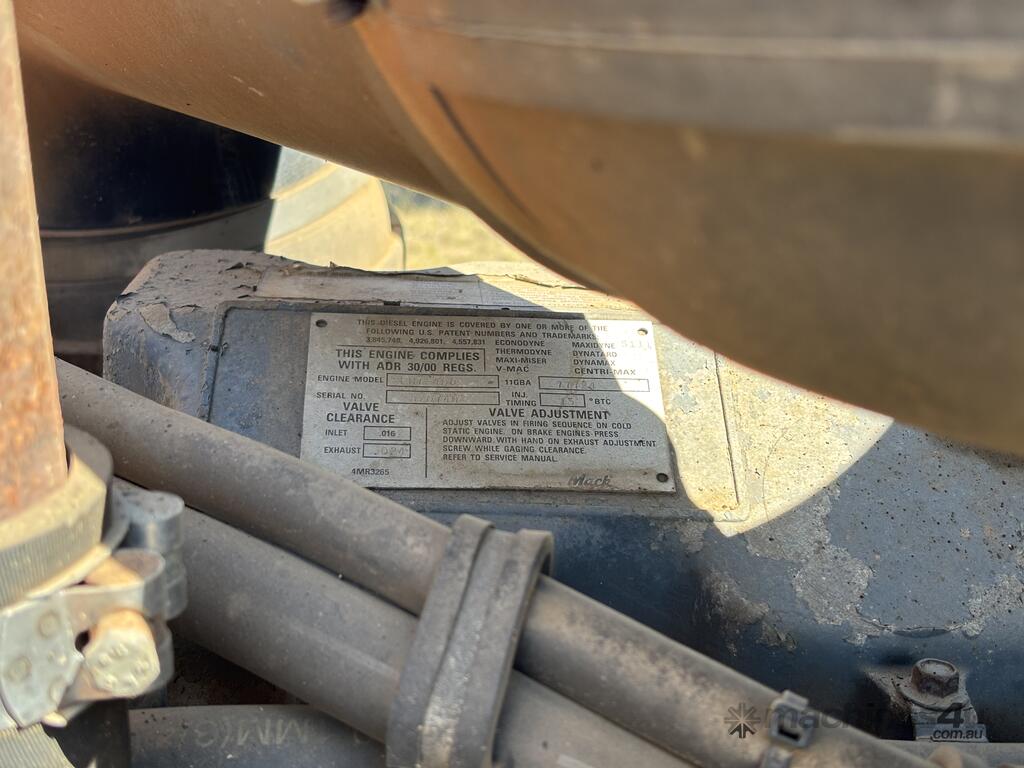 THIS DIESEL ENGINE IS COVERED BY ONE OR MORE OF THE
FOLLOWING U.S. PATENT NUMBERS AND TRADEMARKS
3,845,748, 4,926,801, 4,557,831
ECONODYNE MAXIDYNE
THERMODYNE DYNATARD
MAXI-MISER DYNAMAX
V-MAC CENTRI-MAX
THIS ENGINE COMPLIES
WITH ADR 30/00 REGS.
ENGINE MODEL
11GBA
SERIAL NO.
INJ.
TIMING °BTC
VALVE
CLEARANCE
INLET .016
EXHAUST .024
4MR3265
VALVE ADJUSTMENT
ADJUST VALVES IN FIRING SEQUENCE ON COLD
STATIC ENGINE. ON BRAKE ENGINES PRESS
DOWNWARD WITH HAND ON EXHAUST ADJUSTMENT
SCREW WHILE GAGING CLEARANCE.
REFER TO SERVICE MANUAL.
Mack
machines4u
.com.au